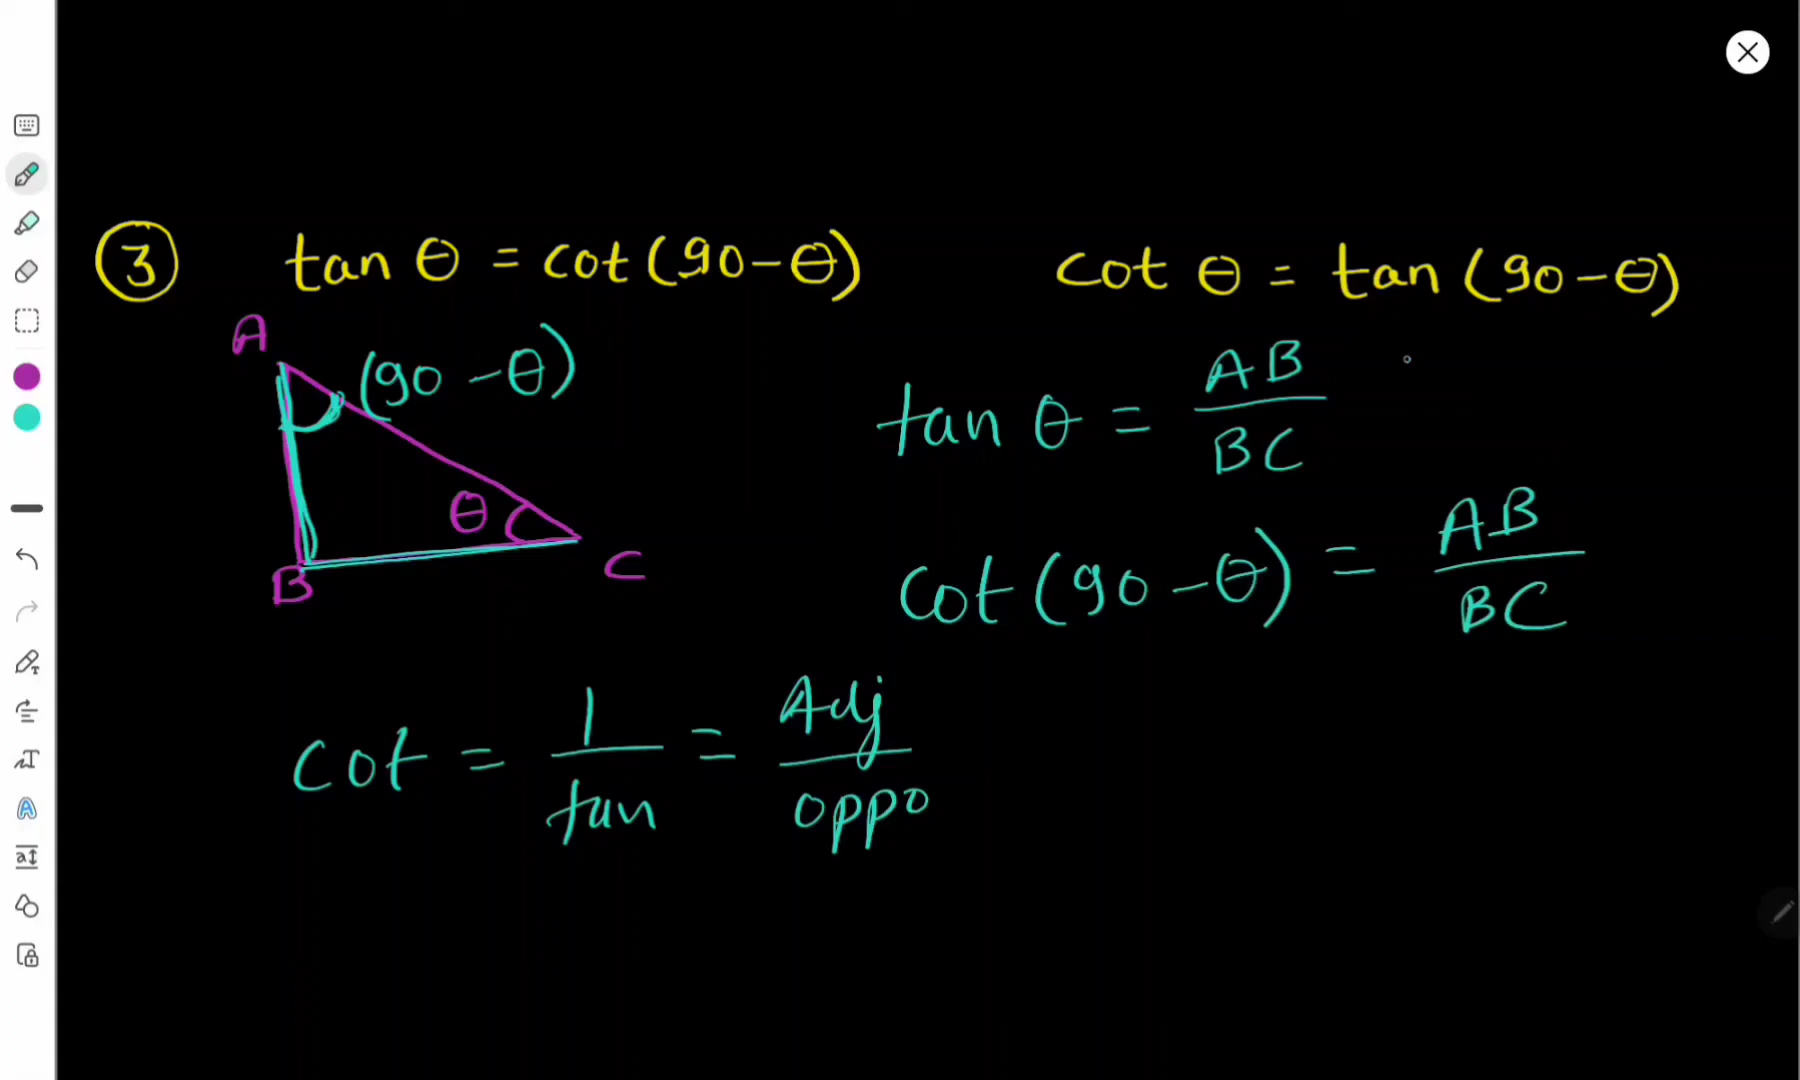 ③ tan θ = cot(90-θ) cot θ = tan (90-θ)
A
(90-θ)
tan θ = AB/BC
θ
B C
cot(90-θ) = AB/BC
cot = 1/tan = Adj/oppo